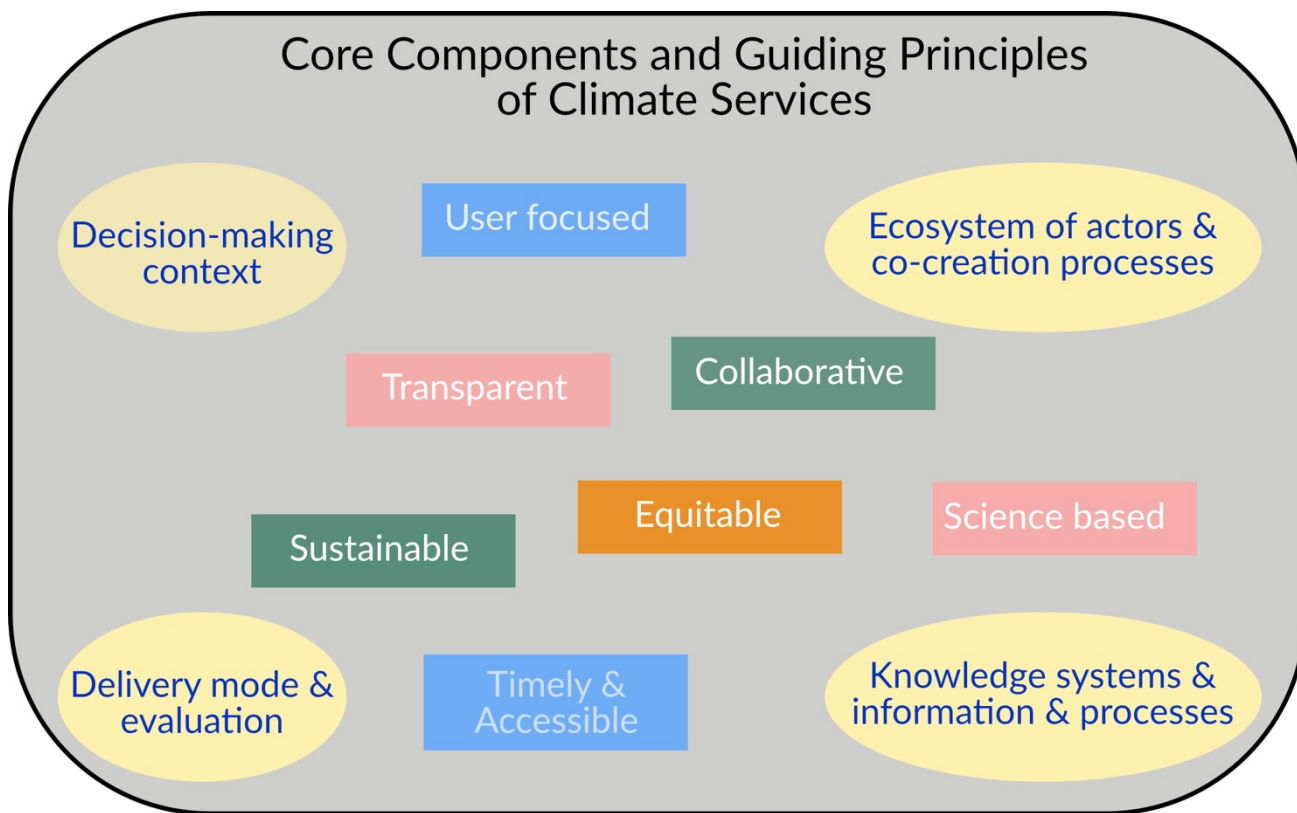 Core Components and Guiding Principles
of Climate Services
Decision-making
context
User focused
Ecosystem of actors &
co-creation processes
Transparent
Collaborative
Sustainable
Equitable
Science based
Delivery mode &
evaluation
Timely &
Accessible
Knowledge systems &
information & processes